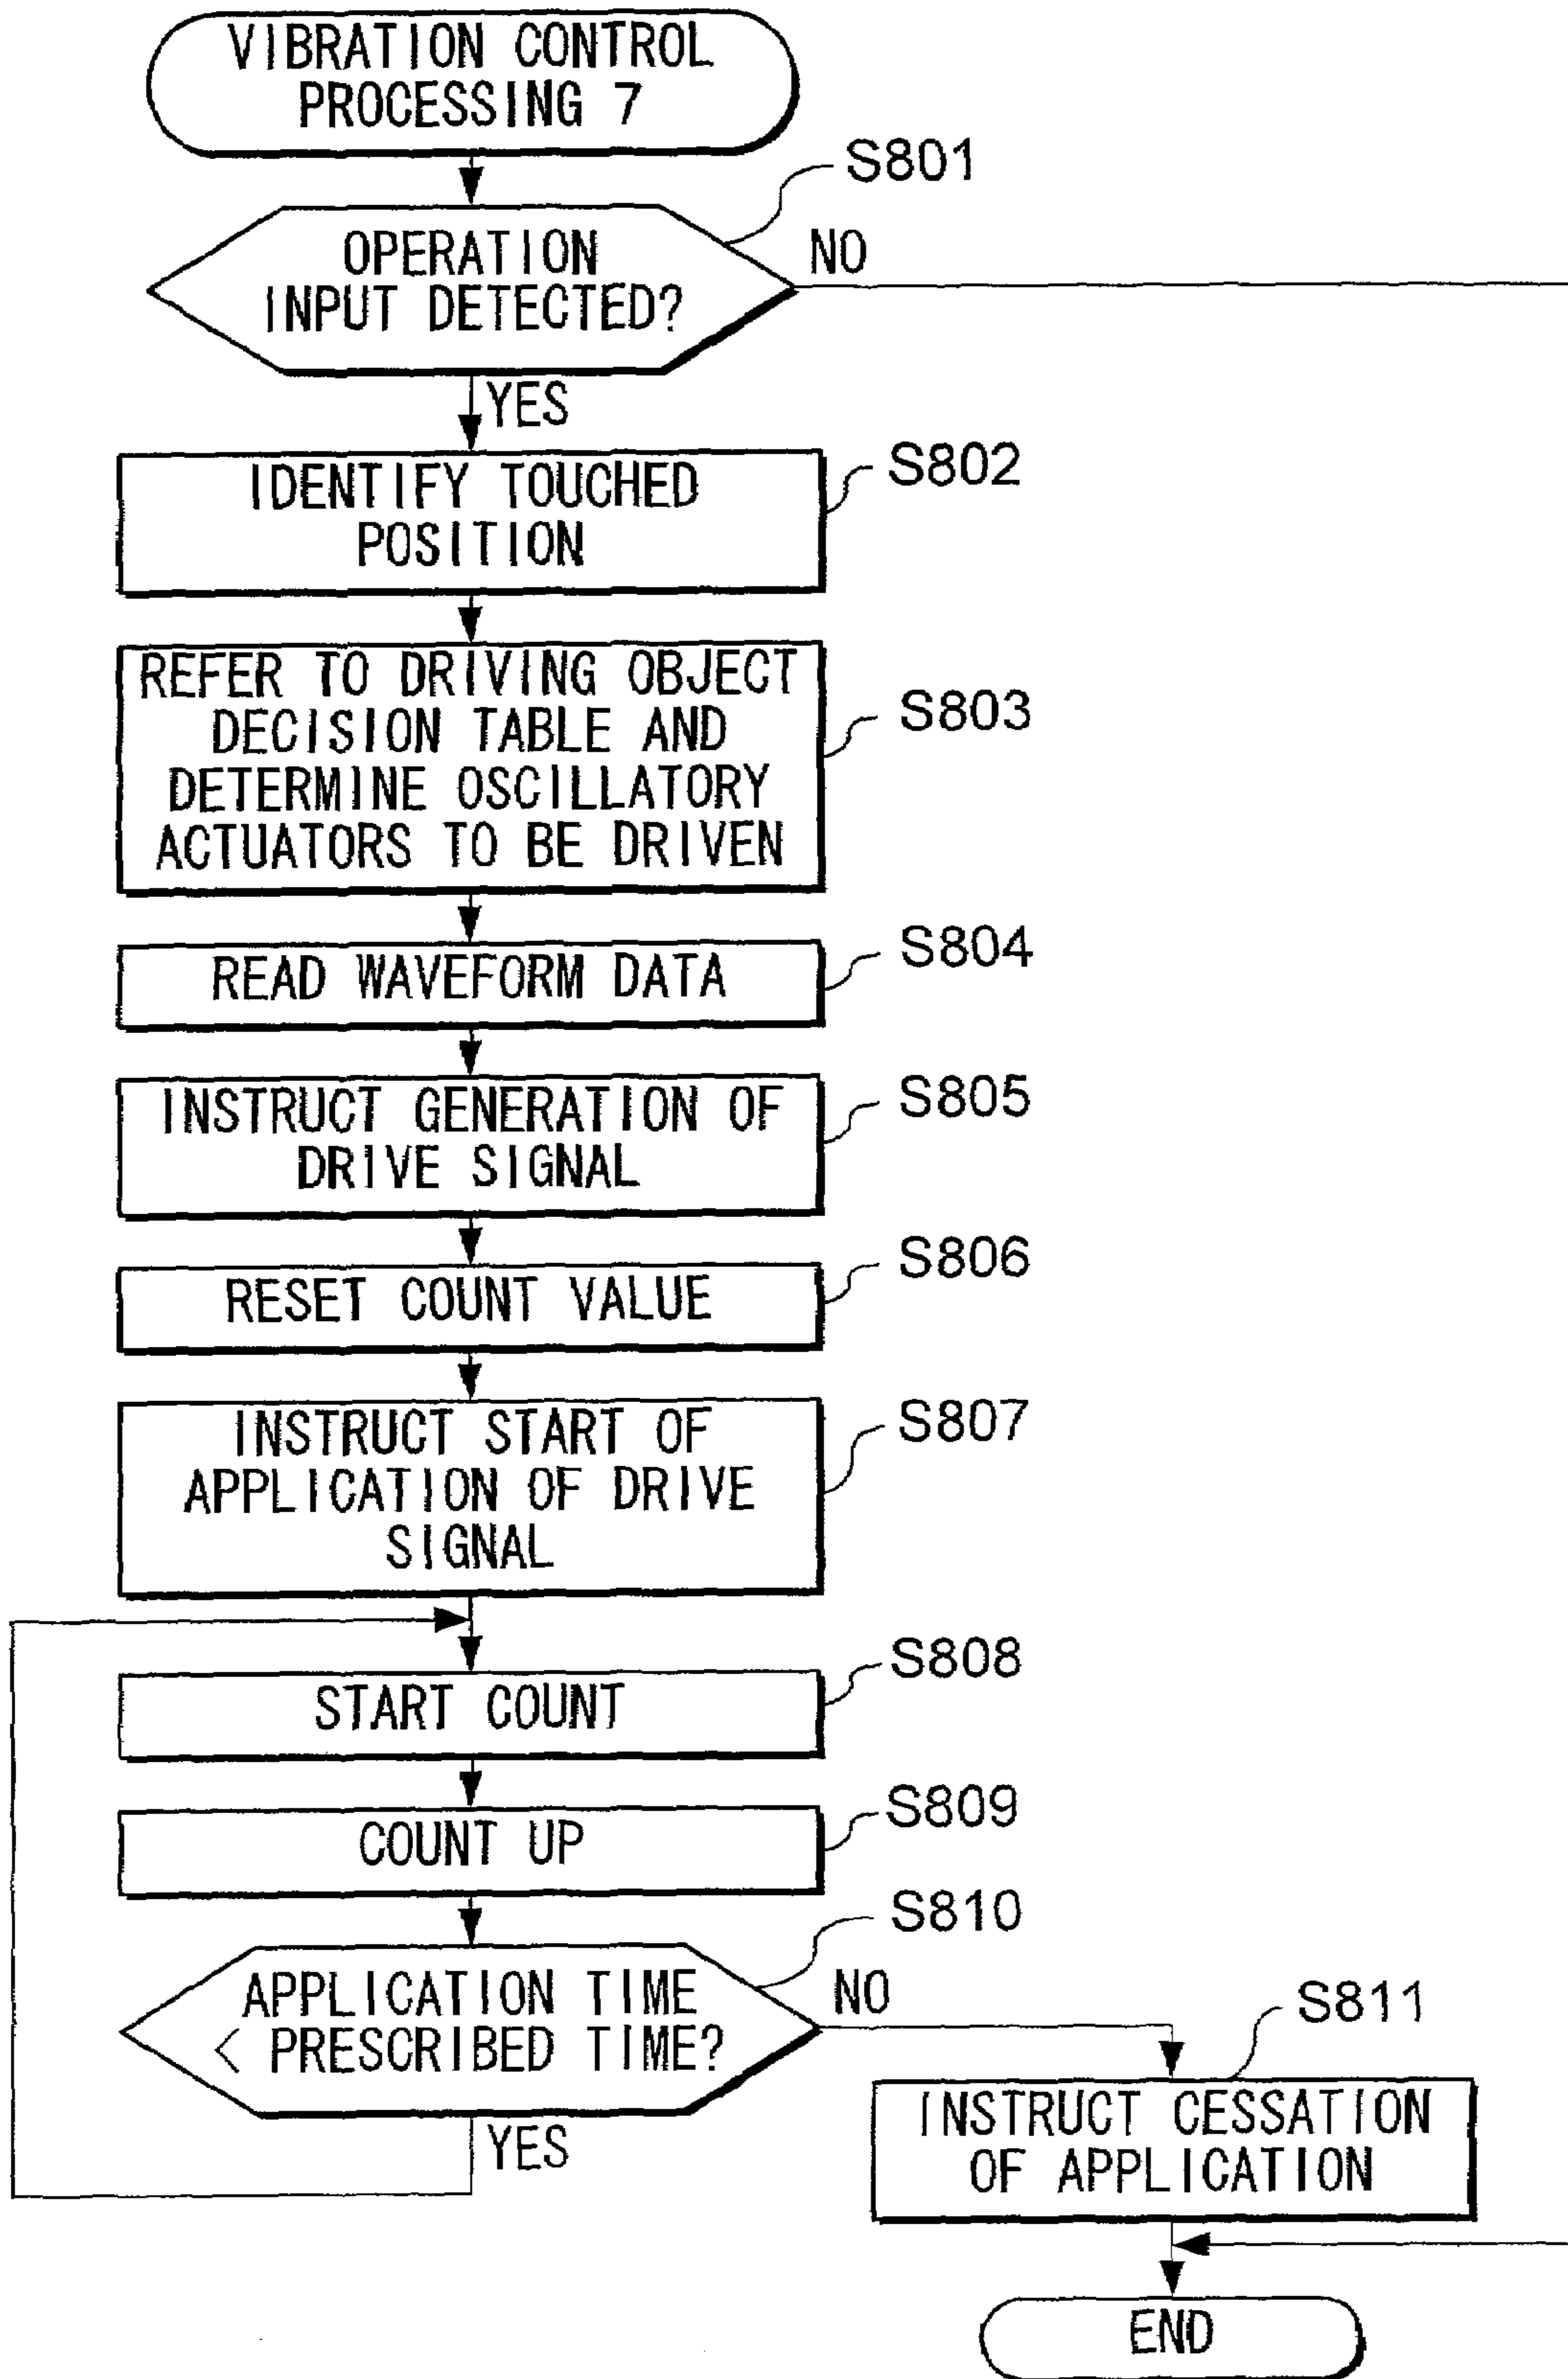 VIBRATION CONTROL
PROCESSING 7
S801
OPERATION
INPUT DETECTED?
NO
YES
S802
IDENTIFY TOUCHED
POSITION
S803
REFER TO DRIVING OBJECT
DECISION TABLE AND
DETERMINE OSCILLATORY
ACTUATORS TO BE DRIVEN
S804
READ WAVEFORM DATA
S805
INSTRUCT GENERATION OF
DRIVE SIGNAL
S806
RESET COUNT VALUE
S807
INSTRUCT START OF
APPLICATION OF DRIVE
SIGNAL
S808
START COUNT
S809
COUNT UP
S810
APPLICATION TIME
< PRESCRIBED TIME?
NO
YES
S811
INSTRUCT CESSATION
OF APPLICATION
END